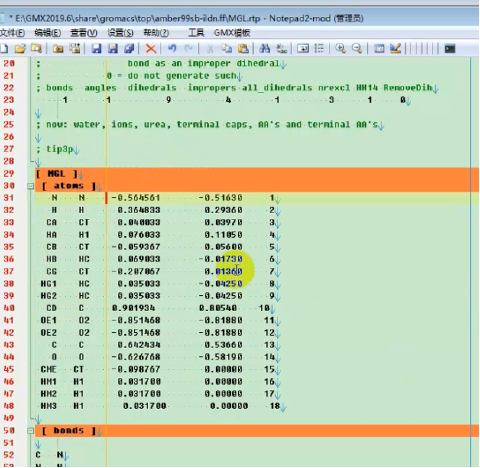 * E:\GMX2019.6\share\gromacs\top\amber99sb-ildn.ff\MGL.rtp - Notepad2-mod (管理员)
文件(F) 编辑(E) 查看(V) 设置(S) 帮助(?) 工具 GMX模板
20 ; bond as an improper dihedral
21 ; 0 = do not generate such
22 ; bonds angles dihedrals impropers all_dihedrals nrexcl HH14 RemoveDih
23 1 1 9 4 1 3 1 0
24
25 ; now: water, ions, urea, terminal caps, AA's and terminal AA's
26
27 ; tip3p
28
29 [ MGL ]
30 [ atoms ]
31 N N -0.564561 -0.51630 1
32 H H 0.364833 0.29360 2
33 CA CT 0.040033 0.03970 3
34 HA H1 0.076033 0.11050 4
35 CB CT -0.059367 0.05600 5
36 HB HC 0.069033 -0.01730 6
37 CG CT -0.207067 0.01360 7
38 HG1 HC 0.035033 -0.04250 8
39 HG2 HC 0.035033 -0.04250 9
40 CD C 0.901934 0.80540 10
41 OE1 O2 -0.851468 -0.81880 11
42 OE2 O2 -0.851468 -0.81880 12
43 C C 0.642434 0.53660 13
44 O O -0.626768 -0.58190 14
45 CME CT -0.098767 0.00000 15
46 HM1 H1 0.031700 0.00000 16
47 HM2 H1 0.031700 0.00000 17
48 HM3 H1 0.031700 0.00000 18
49
50 [ bonds ]
51
52 C N
53